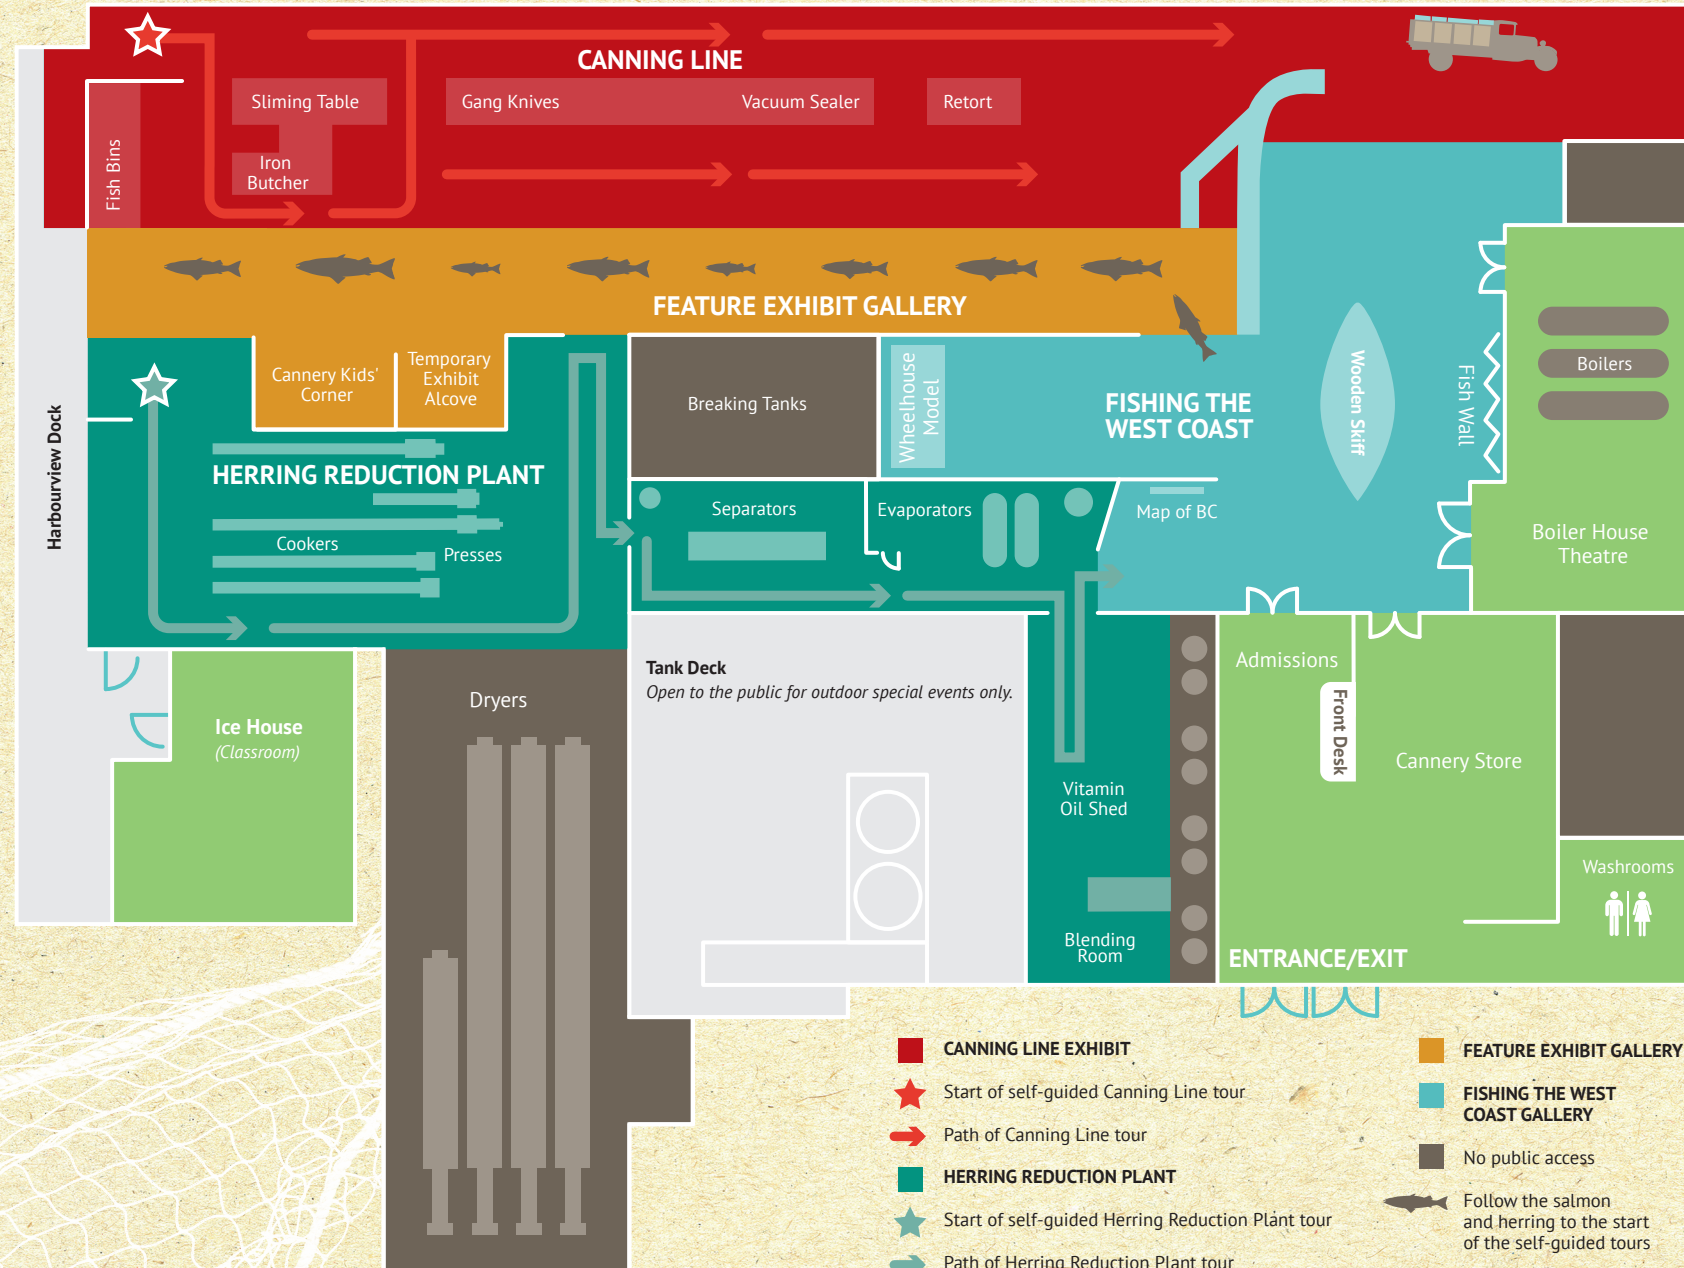 CANNING LINE
Sliming Table
Gang Knives
Vacuum Sealer
Retort
Fish Bins
Iron
Butcher
FEATURE EXHIBIT GALLERY
Cannery Kids'
Corner
Temporary
Exhibit
Alcove
Breaking Tanks
Wheelhouse
Model
FISHING THE
WEST COAST
Wooden Skiff
Fish Wall
Boilers
Harbourview Dock
HERRING REDUCTION PLANT
Cookers
Presses
Separators
Evaporators
Map of BC
Boiler House
Theatre
Ice House
(Classroom)
Dryers
Tank Deck
Open to the public for outdoor special events only.
Vitamin
Oil Shed
Blending
Room
Admissions
Front Desk
Cannery Store
Washrooms
ENTRANCE/EXIT
CANNING LINE EXHIBIT
Start of self-guided Canning Line tour
Path of Canning Line tour
HERRING REDUCTION PLANT
Start of self-guided Herring Reduction Plant tour
Path of Herring Reduction Plant tour
FEATURE EXHIBIT GALLERY
FISHING THE WEST
COAST GALLERY
No public access
Follow the salmon
and herring to the start
of the self-guided tours